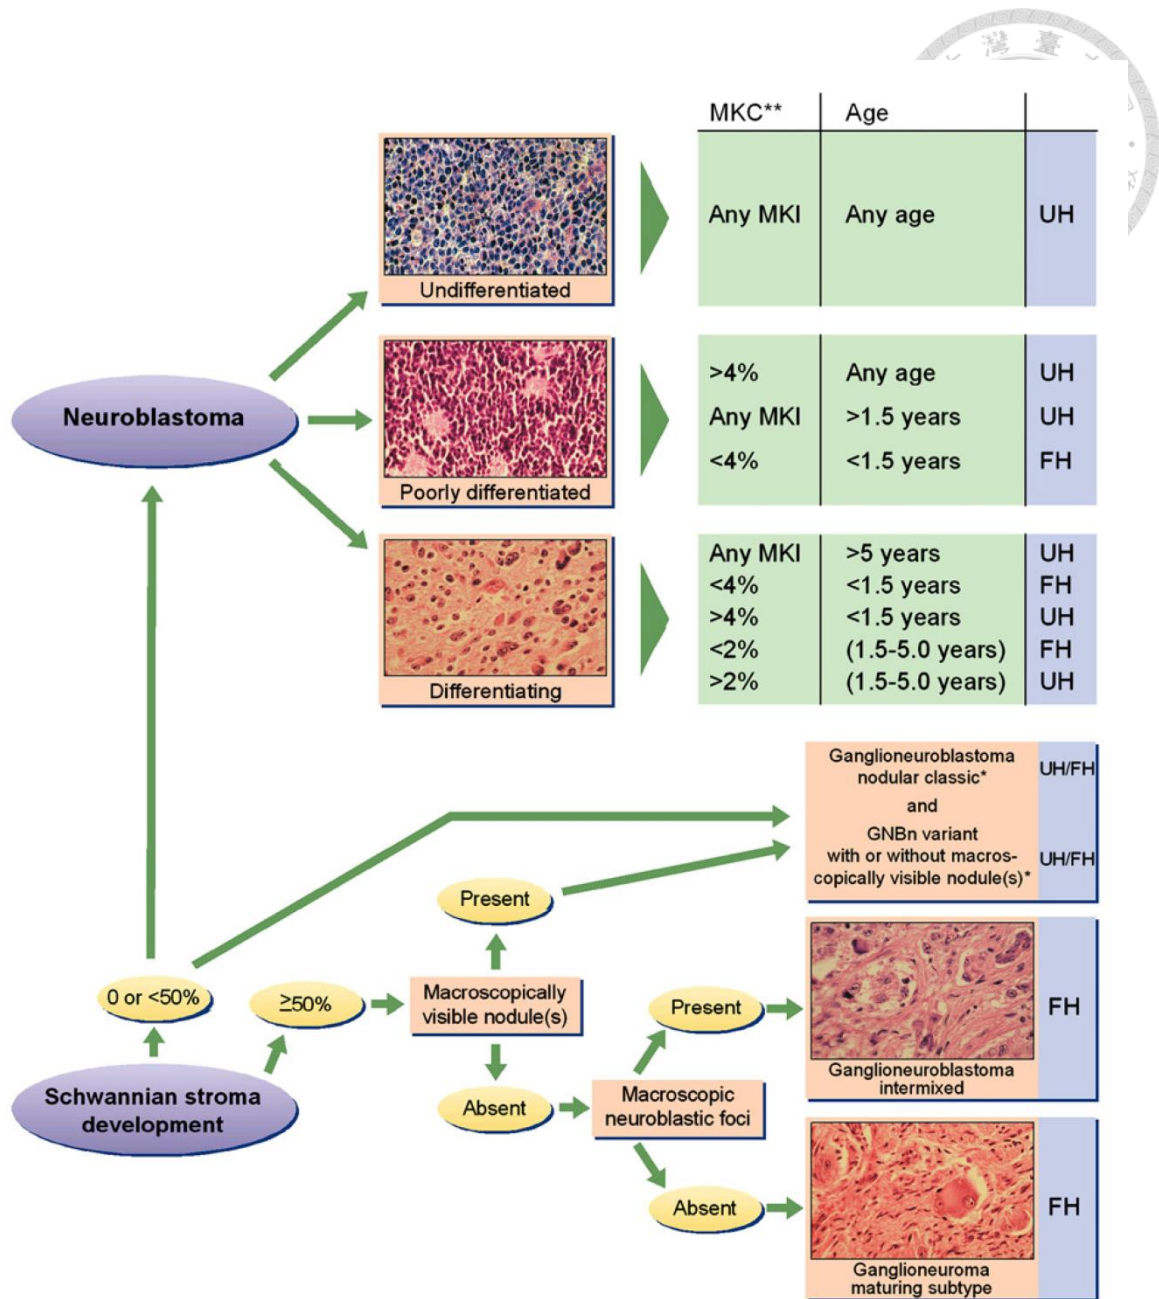 灣 臺
MKC** Age
Undifferentiated
Any MKI Any age UH
Neuroblastoma
Poorly differentiated
>4% Any age UH
Any MKI >1.5 years UH
<4% <1.5 years FH
Differentiating
Any MKI >5 years UH
<4% <1.5 years FH
>4% <1.5 years UH
<2% (1.5-5.0 years) FH
>2% (1.5-5.0 years) UH
Ganglioneuroblastoma
nodular classic*
UH/FH
and
GNBn variant
with or without macros-
copically visible nodule(s)*
UH/FH
Present
0 or <50%
≥50%
Macroscopically
visible nodule(s)
Present
FH
Ganglioneuroblastoma
intermixed
Schwannian stroma
development
Absent
Macroscopic
neuroblastic foci
Absent
FH
Ganglioneuroma
maturing subtype